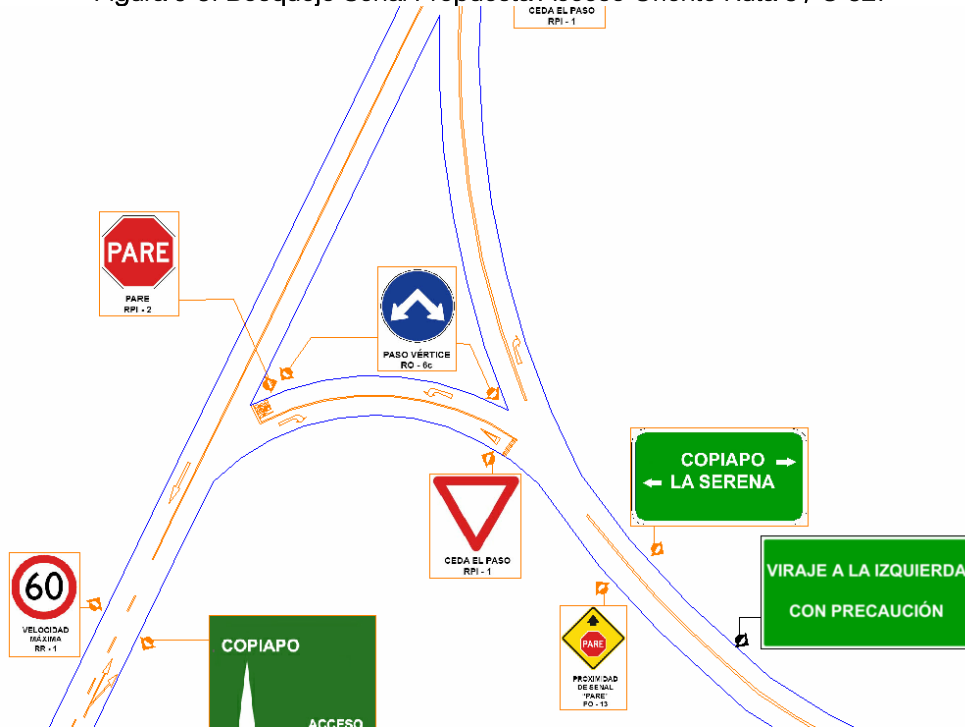 CEDA EL PASO
RPI - 1
PARE
PARE
RPI - 2
PASO VÉRTICE
RO - 6c
COPIAPO
LA SERENA
CEDA EL PASO
RPI - 1
60
VELOCIDAD
MÁXIMA
RR - 1
VIRAJE A LA IZQUIERDA
CON PRECAUCIÓN
PARE
PROXIMIDAD
DE SEÑAL
"PARE"
PO - 13
COPIAPO
ACCESO